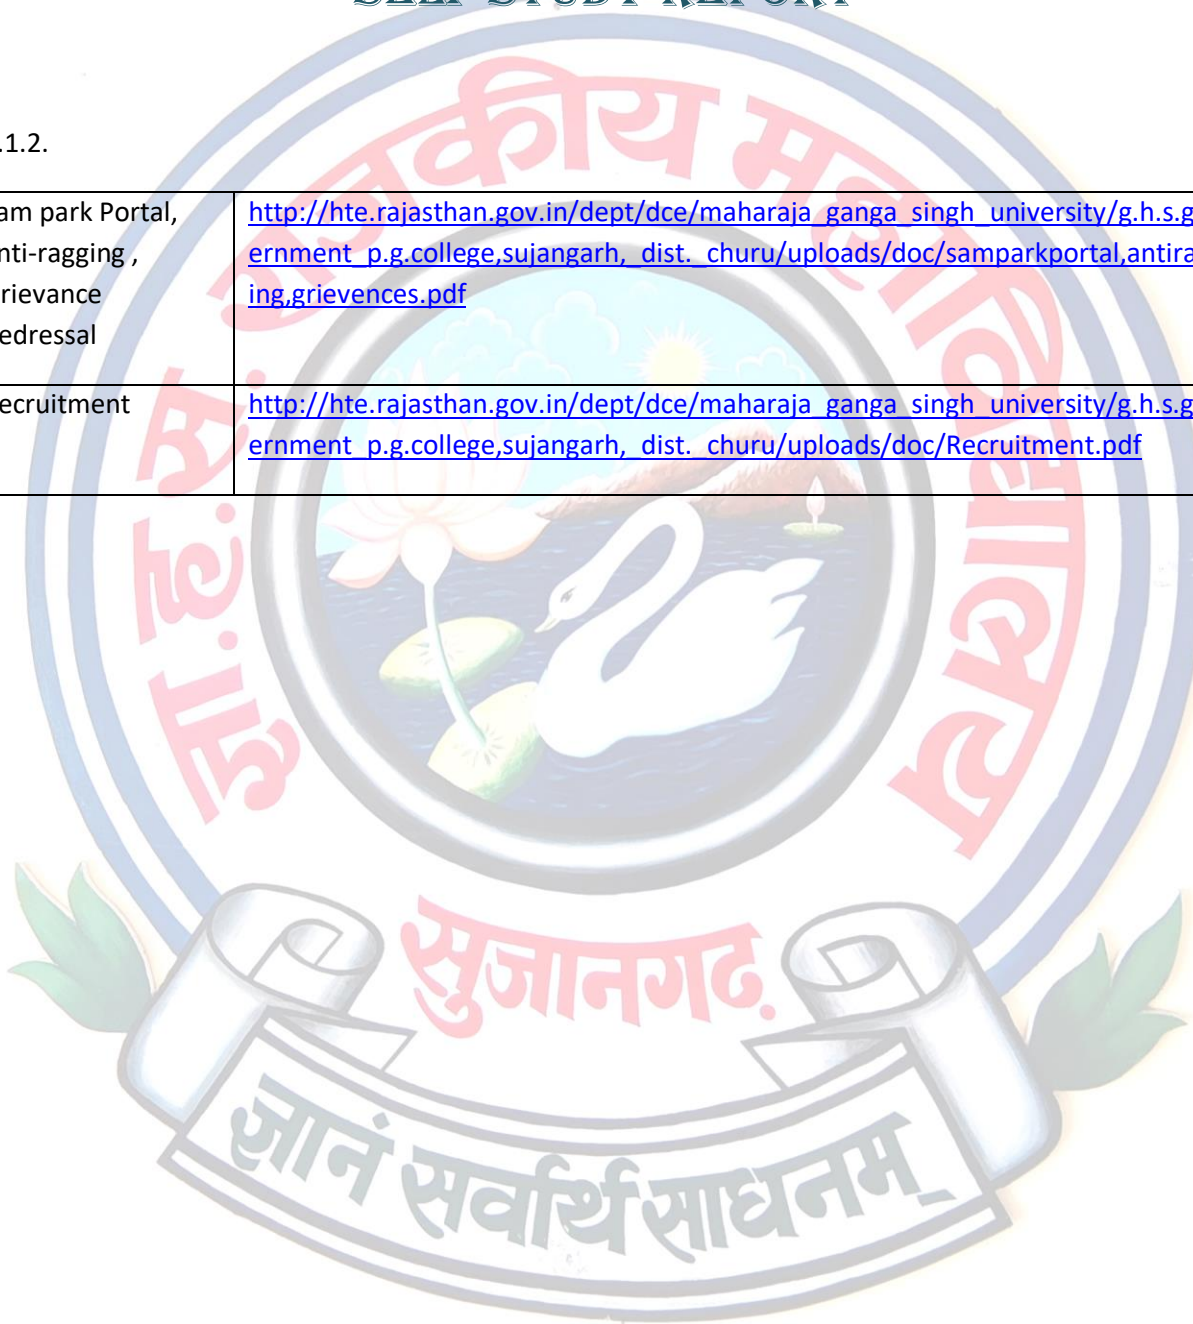 SELF STUDY REPORT
.1.2.
am park Portal,
nti-ragging ,
rievance
edressal
http://hte.rajasthan.gov.in/dept/dce/maharaja_ganga_singh_university/g.h.s.g
ernment_p.g.college,sujangarh,_dist._churu/uploads/doc/samparkportal,antira
ing,grievences.pdf
ecruitment
http://hte.rajasthan.gov.in/dept/dce/maharaja_ganga_singh_university/g.h.s.g
ernment_p.g.college,sujangarh,_dist._churu/uploads/doc/Recruitment.pdf
ज्ञा. हे. रा. राजकीय महाविद्यालय
सुजानगढ़.
ज्ञानं सर्वार्थ साधनम्